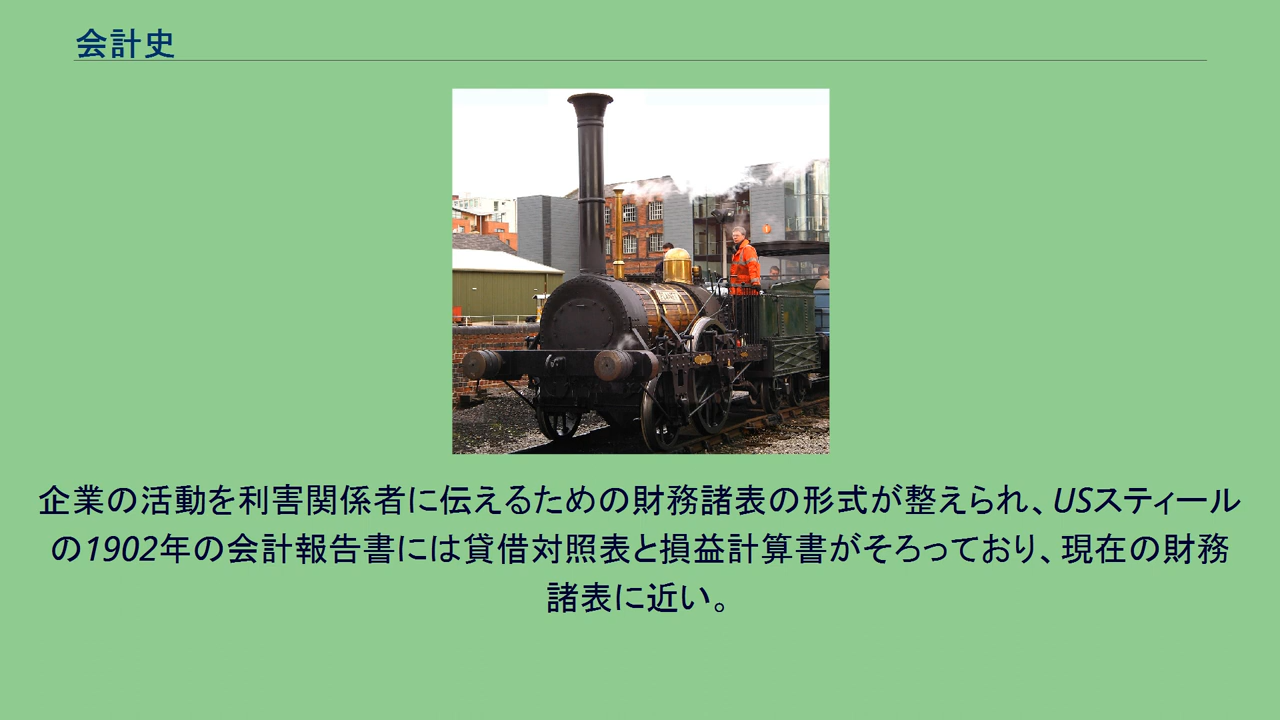 会計史
企業の活動を利害関係者に伝えるための財務諸表の形式が整えられ、USスティール
の1902年の会計報告書には貸借対照表と損益計算書がそろっており、現在の財務
諸表に近い。